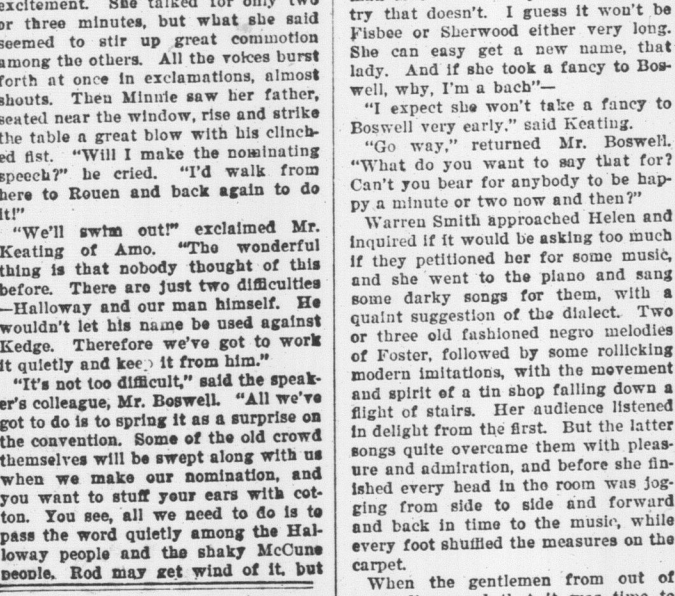 excitement. She talked for only two
or three minutes, but what she said
seemed to stir up great commotion
among the others. All the voices burst
forth at once in exclamations, almost
shouts. Then Minnie saw her father,
seated near the window, rise and strike
the table a great blow with his clinch-
ed fist. "Will I make the nominating
speech?" he cried. "I'd walk from
here to Rouen and back again to do
it!"
"We'll swim out!" exclaimed Mr.
Keating of Amo. "The wonderful
thing is that nobody thought of this
before. There are just two difficulties
—Halloway and our man himself. He
wouldn't let his name be used against
Kedge. Therefore we've got to work
it quietly and keep it from him."
"It's not too difficult," said the speak-
er's colleague, Mr. Boswell. "All we've
got to do is to spring it as a surprise on
the convention. Some of the old crowd
themselves will be swept along with us
when we make our nomination, and
you want to stuff your ears with cot-
ton. You see, all we need to do is to
pass the word quietly among the Hal-
loway people and the shaky McCune
people. Rod may get wind of it, but
try that doesn't. I guess it won't be
Fisbee or Sherwood either very long.
She can easy get a new name, that
lady. And if she took a fancy to Bos-
well, why, I'm a bach"—
"I expect she won't take a fancy to
Boswell very early." said Keating.
"Go way," returned Mr. Boswell.
"What do you want to say that for?
Can't you bear for anybody to be hap-
py a minute or two now and then?"
Warren Smith approached Helen and
inquired if it would be asking too much
if they petitioned her for some music,
and she went to the piano and sang
some darky songs for them, with a
quaint suggestion of the dialect. Two
or three old fashioned negro melodies
of Foster, followed by some rollicking
modern imitations, with the movement
and spirit of a tin shop falling down a
flight of stairs. Her audience listened
in delight from the first. But the latter
songs quite overcame them with pleas-
ure and admiration, and before she fin-
ished every head in the room was jog-
ging from side to side and forward
and back in time to the music, while
every foot shuffled the measures on the
carpet.
When the gentlemen from out of